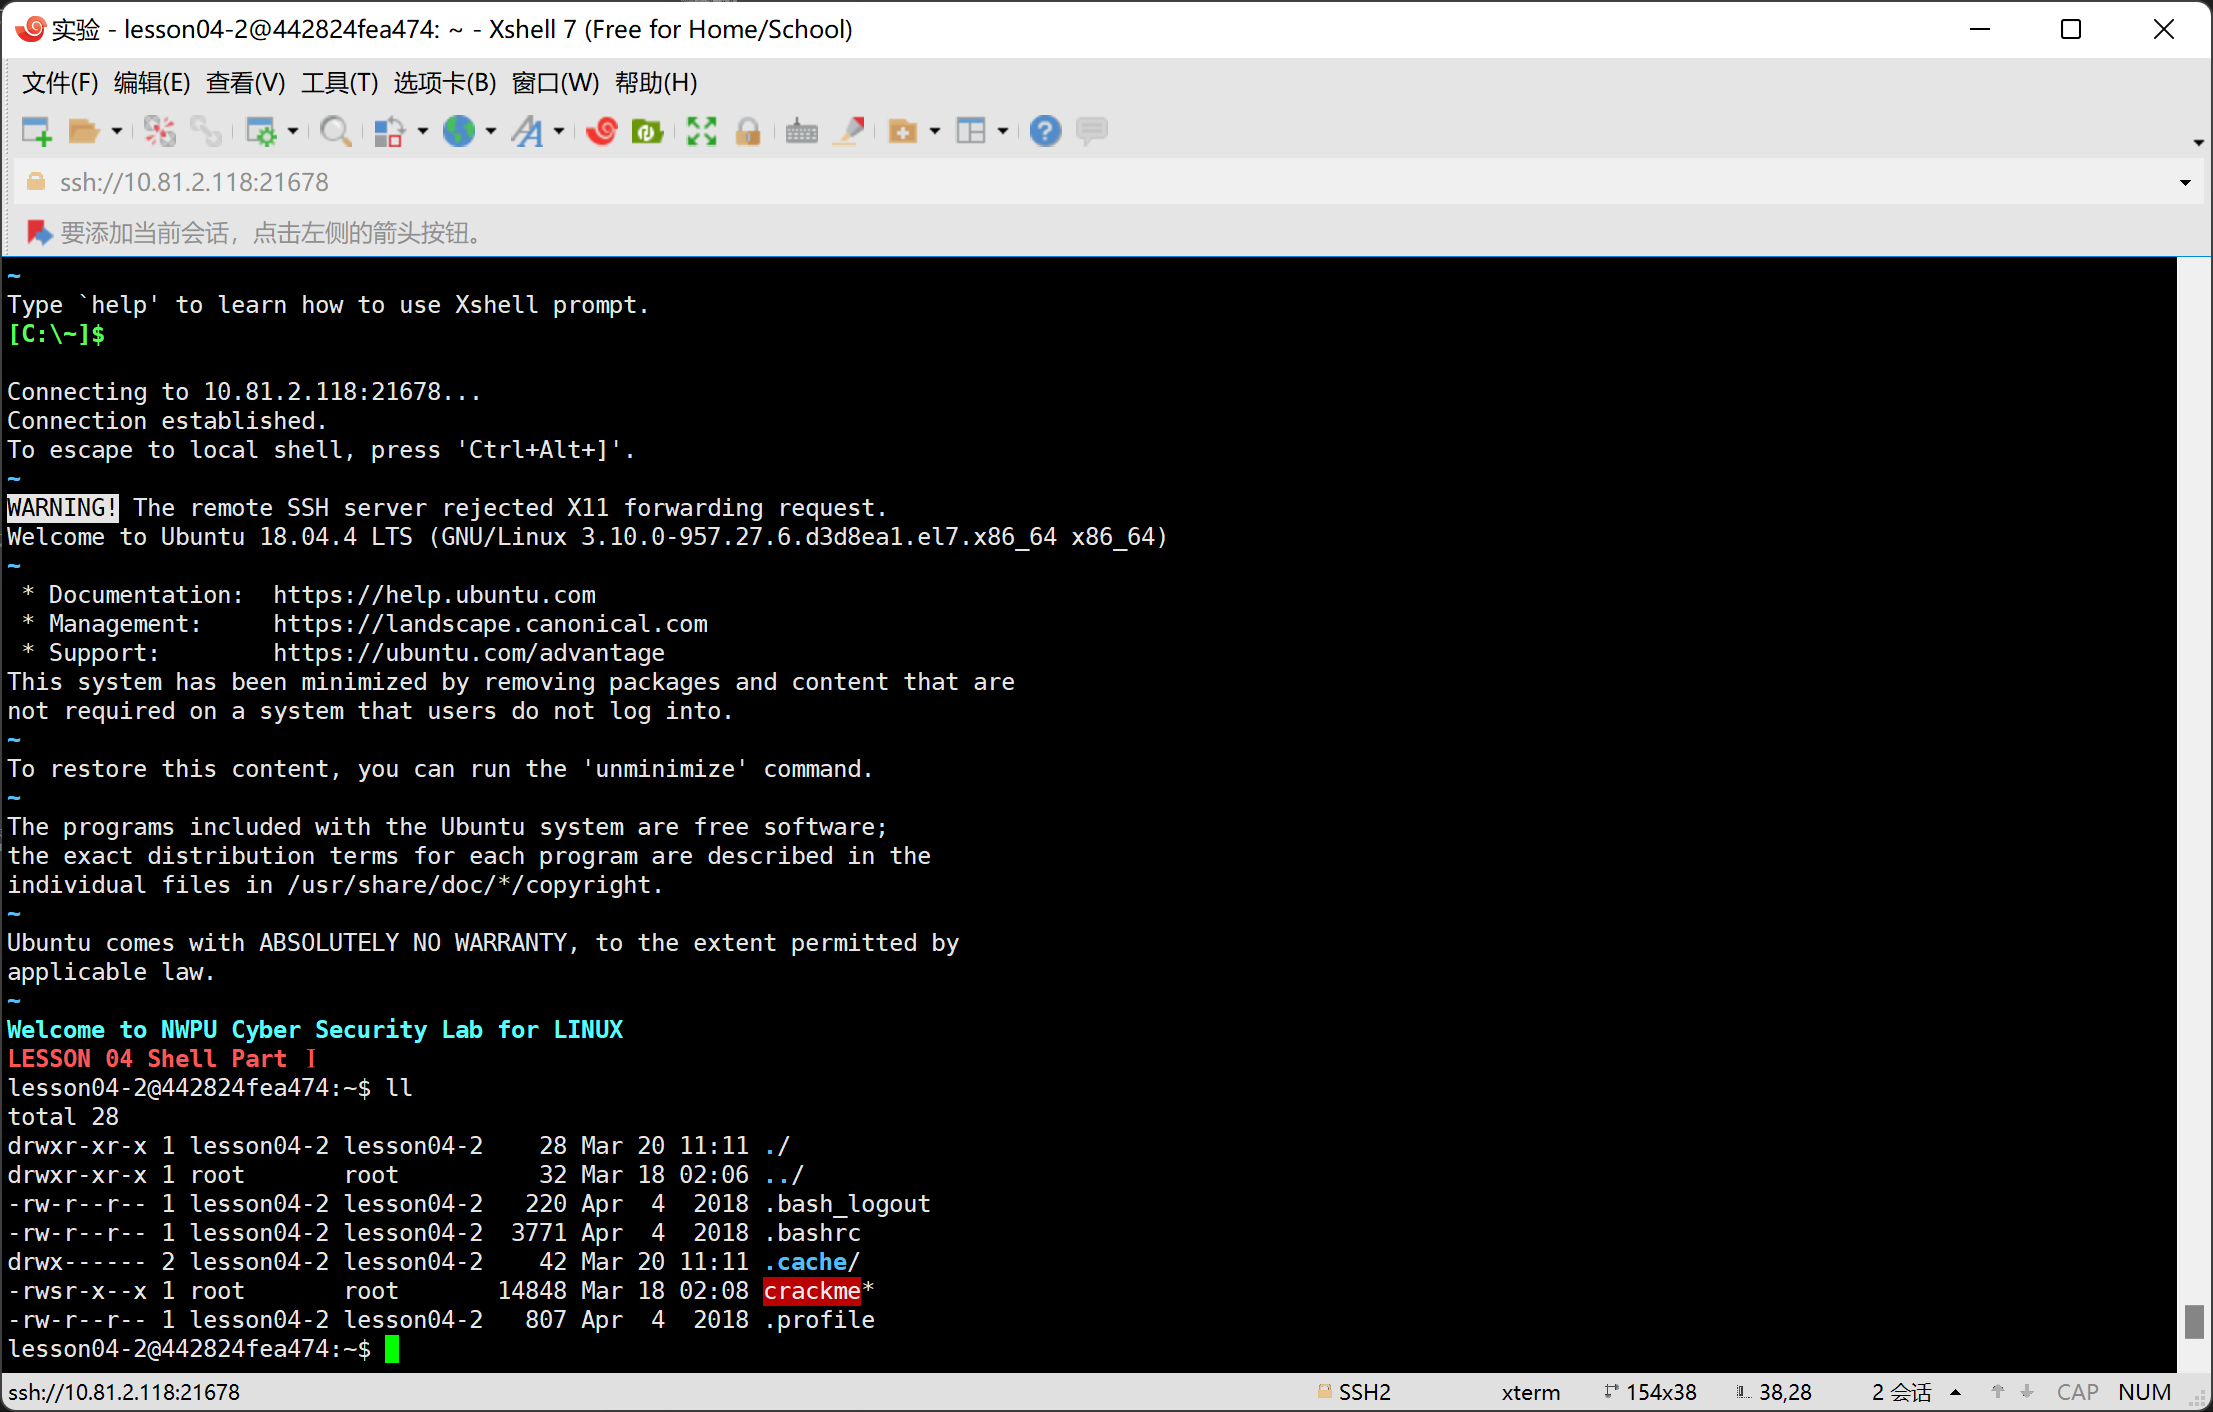 实验 - lesson04-2@442824fea474: ~ - Xshell 7 (Free for Home/School)
文件(F) 编辑(E) 查看(V) 工具(T) 选项卡(B) 窗口(W) 帮助(H)
ssh://10.81.2.118:21678
要添加当前会话，点击左侧的箭头按钮。
~
Type `help' to learn how to use Xshell prompt.
[C:\~]$
Connecting to 10.81.2.118:21678...
Connection established.
To escape to local shell, press 'Ctrl+Alt+]'.
~
WARNING! The remote SSH server rejected X11 forwarding request.
Welcome to Ubuntu 18.04.4 LTS (GNU/Linux 3.10.0-957.27.6.d3d8ea1.el7.x86_64 x86_64)
~
 * Documentation:  https://help.ubuntu.com
 * Management:     https://landscape.canonical.com
 * Support:        https://ubuntu.com/advantage
This system has been minimized by removing packages and content that are
not required on a system that users do not log into.
~
To restore this content, you can run the 'unminimize' command.
~
The programs included with the Ubuntu system are free software;
the exact distribution terms for each program are described in the
individual files in /usr/share/doc/*/copyright.
~
Ubuntu comes with ABSOLUTELY NO WARRANTY, to the extent permitted by
applicable law.
~
Welcome to NWPU Cyber Security Lab for LINUX
LESSON 04 Shell Part I
lesson04-2@442824fea474:~$ ll
total 28
drwxr-xr-x 1 lesson04-2 lesson04-2    28 Mar 20 11:11 ./
drwxr-xr-x 1 root       root          32 Mar 18 02:06 ../
-rw-r--r-- 1 lesson04-2 lesson04-2   220 Apr  4  2018 .bash_logout
-rw-r--r-- 1 lesson04-2 lesson04-2  3771 Apr  4  2018 .bashrc
drwx------ 2 lesson04-2 lesson04-2    42 Mar 20 11:11 .cache/
-rwsr-x--x 1 root       root       14848 Mar 18 02:08 crackme*
-rw-r--r-- 1 lesson04-2 lesson04-2   807 Apr  4  2018 .profile
lesson04-2@442824fea474:~$
ssh://10.81.2.118:21678 SSH2 xterm 154x38 38,28 2 会话 CAP NUM